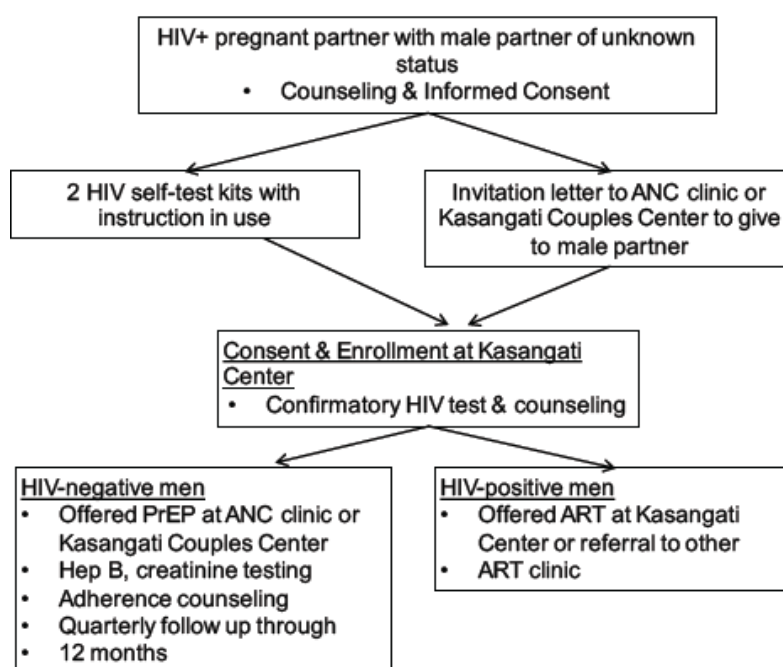 HIV+ pregnant partner with male partner of unknown
status
• Counseling & Informed Consent
2 HIV self-test kits with
instruction in use
Invitation letter to ANC clinic or
Kasangati Couples Center to give
to male partner
Consent & Enrollment at Kasangati
Center
• Confirmatory HIV test & counseling
HIV-negative men
• Offered PrEP at ANC clinic or
Kasangati Couples Center
• Hep B, creatinine testing
• Adherence counseling
• Quarterly follow up through
• 12 months
HIV-positive men
• Offered ART at Kasangati
Center or referral to other
• ART clinic